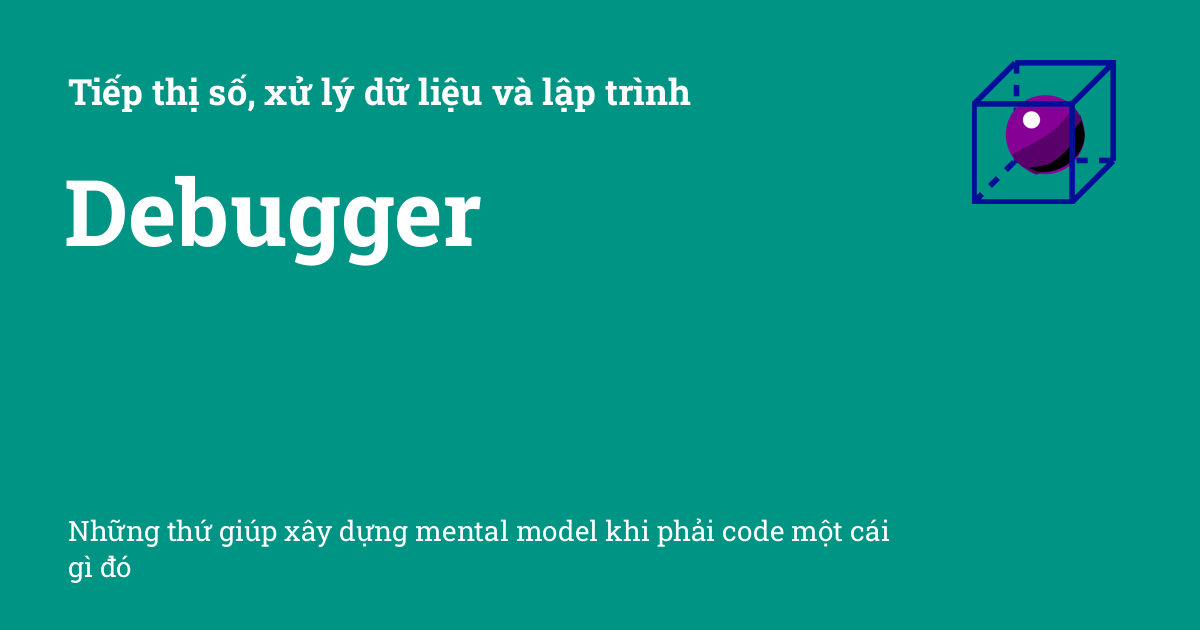 Tiếp thị số, xử lý dữ liệu và lập trình
Debugger
Những thứ giúp xây dựng mental model khi phải code một cái
gì đó